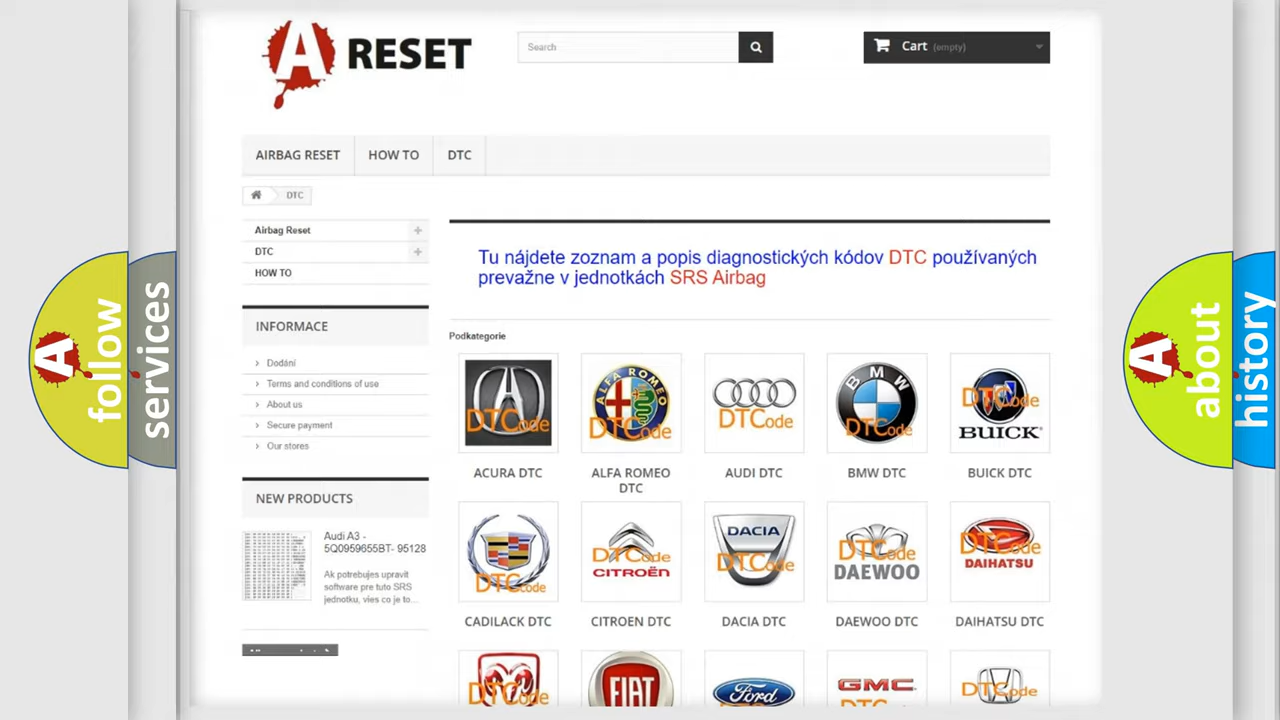 A RESET
Search
Cart (empty)
AIRBAG RESET
HOW TO
DTC
DTC
Airbag Reset
DTC
HOW TO
Tu nájdete zoznam a popis diagnostických kódov DTC používaných
prevažne v jednotkách SRS Airbag
INFORMACE
Dodání
Terms and conditions of use
About us
Secure payment
Our stores
NEW PRODUCTS
Audi A3 -
5Q0959655BT- 95128
Ak potrebujes upravit
software pre tuto SRS
jednotku, vies co je to...
Podkategorie
DTCode
ALFA ROMEO
DTCode
DTCode
BMW
DTCode
DTCode
BUICK
ACURA DTC
ALFA ROMEO
DTC
AUDI DTC
BMW DTC
BUICK DTC
DTCode
DTCode
CITROËN
DACIA
DTCode
DTCode
DAEWOO
DTCode
DAIHATSU
CADILACK DTC
CITROEN DTC
DACIA DTC
DAEWOO DTC
DAIHATSU DTC
DTCode
FIAT
Ford
GMC
DTCode
A follow
services
A about
history